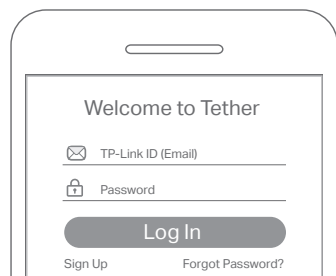 Welcome to Tether
TP-Link ID (Email)
Password
Log In
Sign Up Forgot Password?